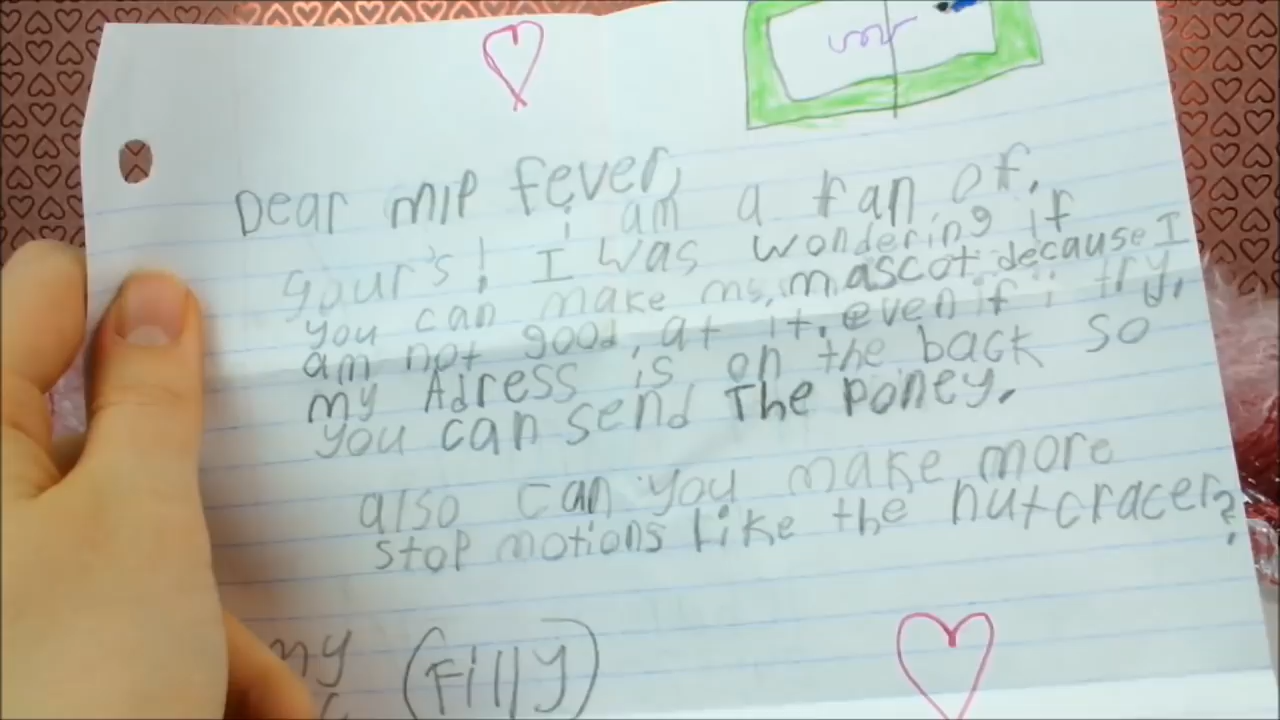 Dear mlp fever,
i am a fan of
your's! I was wondering if
you can make my mascot because I
am not good at it. even if i try.
my Adress is on the back so
you can send The poney.
also can you make more
stop motions like the nutcracer?
my (Filly)